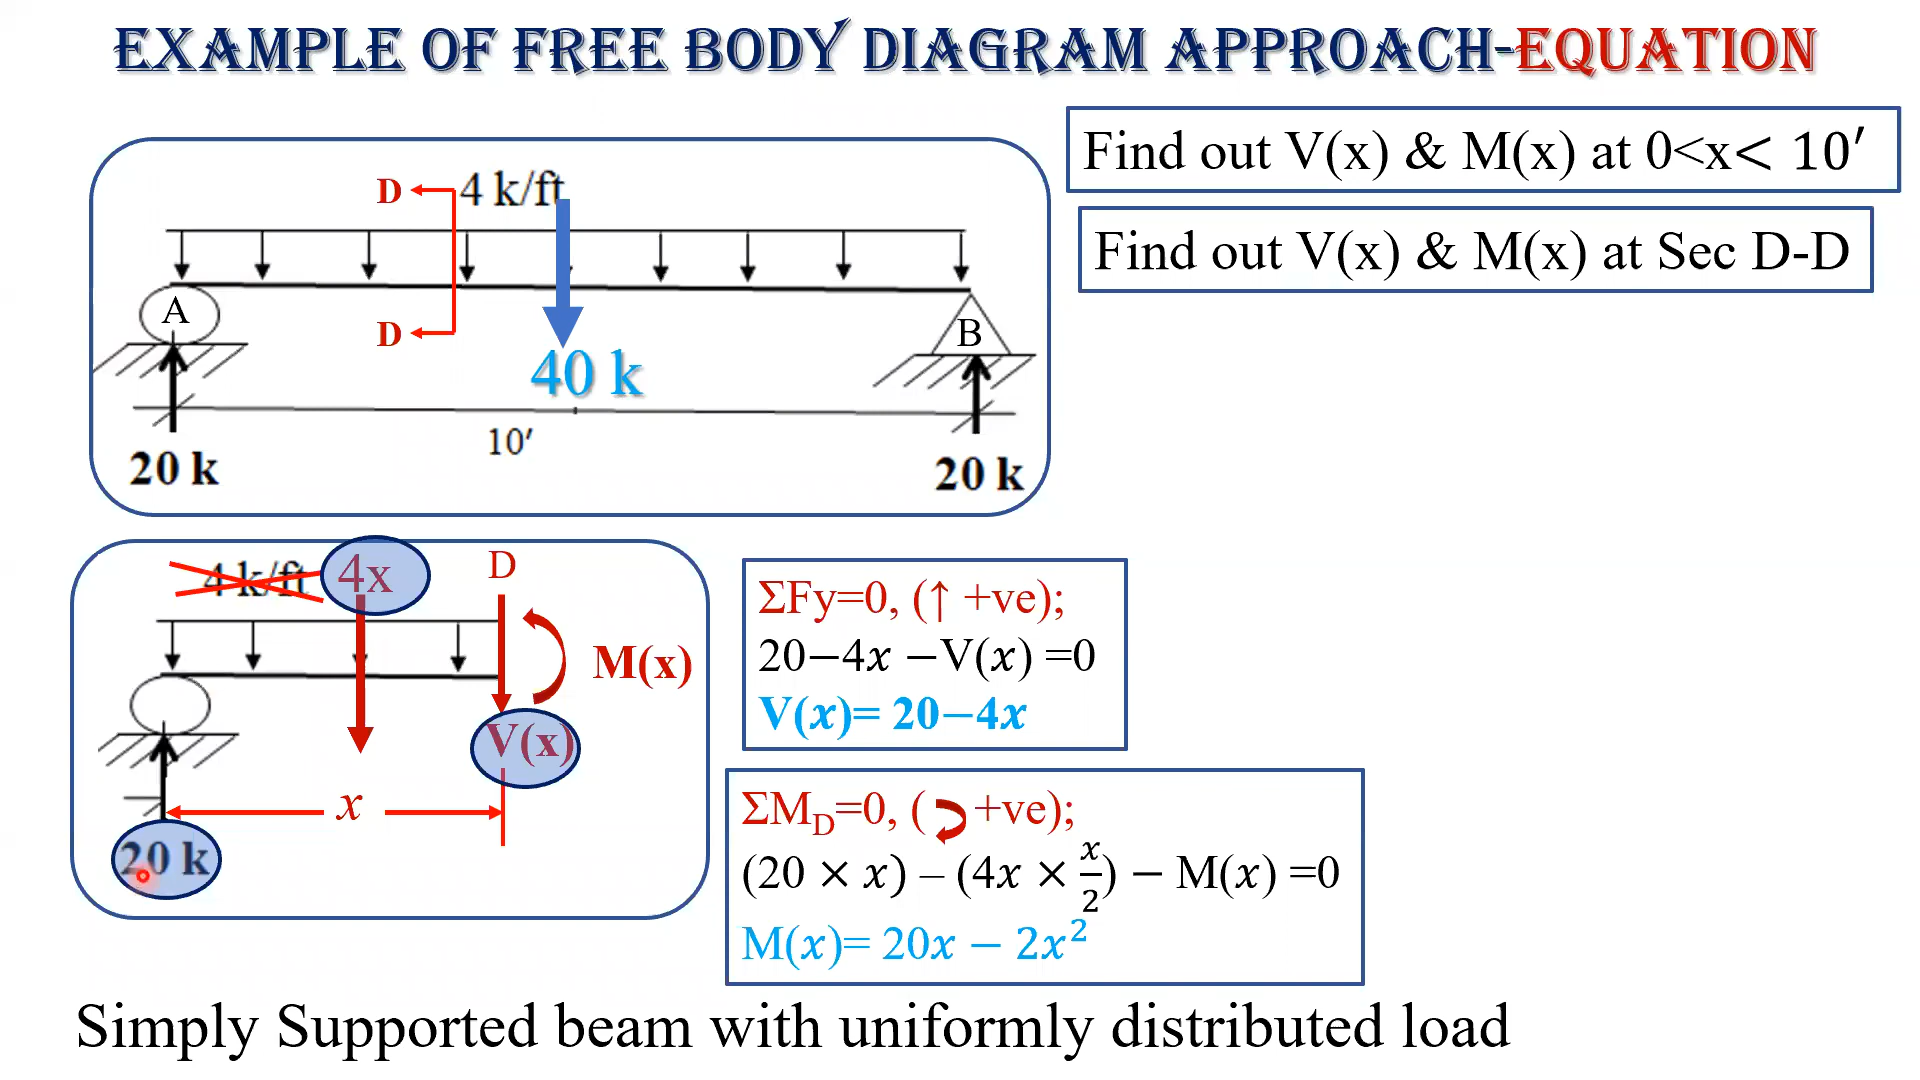 EXAMPLE OF FREE BODY DIAGRAM APPROACH-EQUATION
Find out V(x) & M(x) at 0<x< 10′
Find out V(x) & M(x) at Sec D-D
D
4 k/ft
A
B
D
40 k
10′
20 k
20 k
4 k/ft
4x
D
M(x)
V(x)
x
20 k
ΣFy=0, (↑ +ve);
20−4x −V(x) =0
V(x)= 20−4x
ΣM_D=0, (⤵ +ve);
(20 × x) – (4x × x/2) − M(x) =0
M(x)= 20x − 2x²
Simply Supported beam with uniformly distributed load